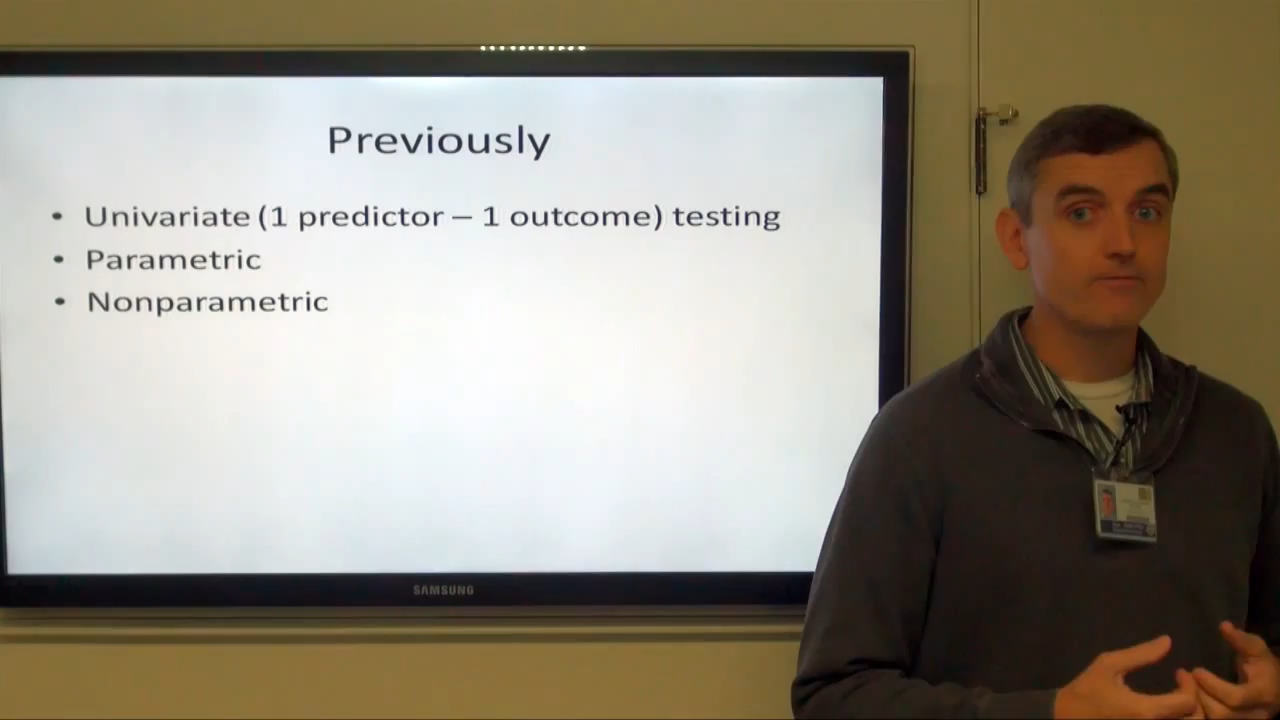 Previously
• Univariate (1 predictor – 1 outcome) testing
• Parametric
• Nonparametric
SAMSUNG